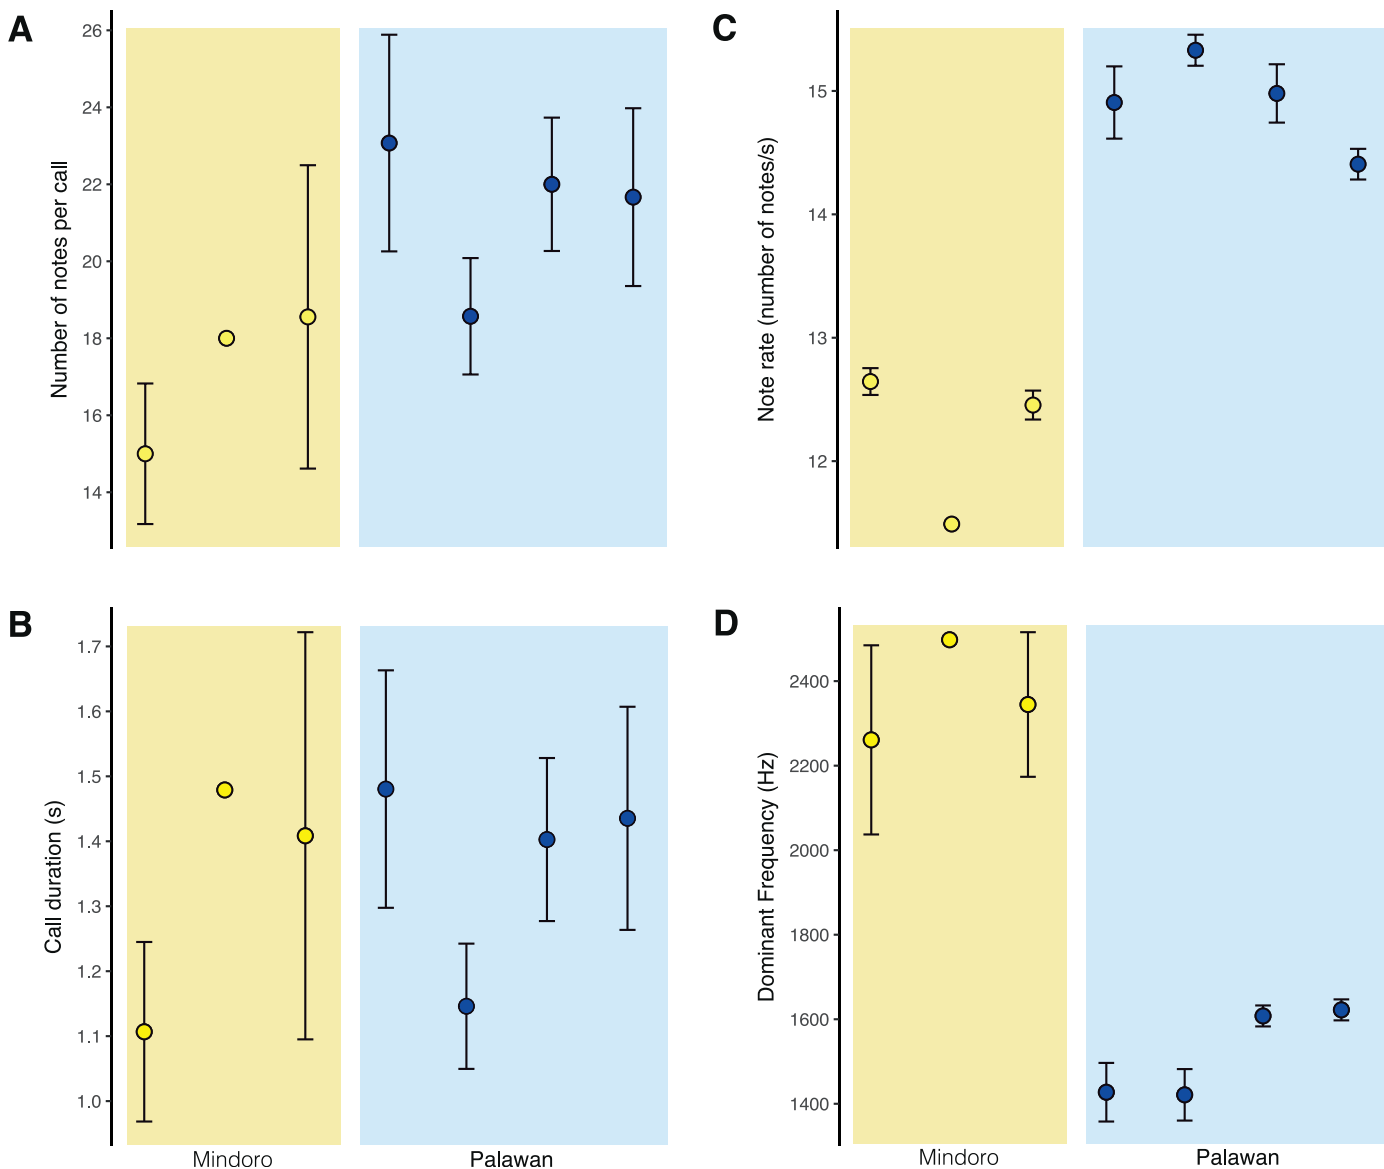 A
Number of notes per call
26
24
22
20
18
16
14
C
Note rate (number of notes/s)
15
14
13
12
B
Call duration (s)
1.7
1.6
1.5
1.4
1.3
1.2
1.1
1.0
Mindoro
Palawan
D
Dominant Frequency (Hz)
2400
2200
2000
1800
1600
1400
Mindoro
Palawan